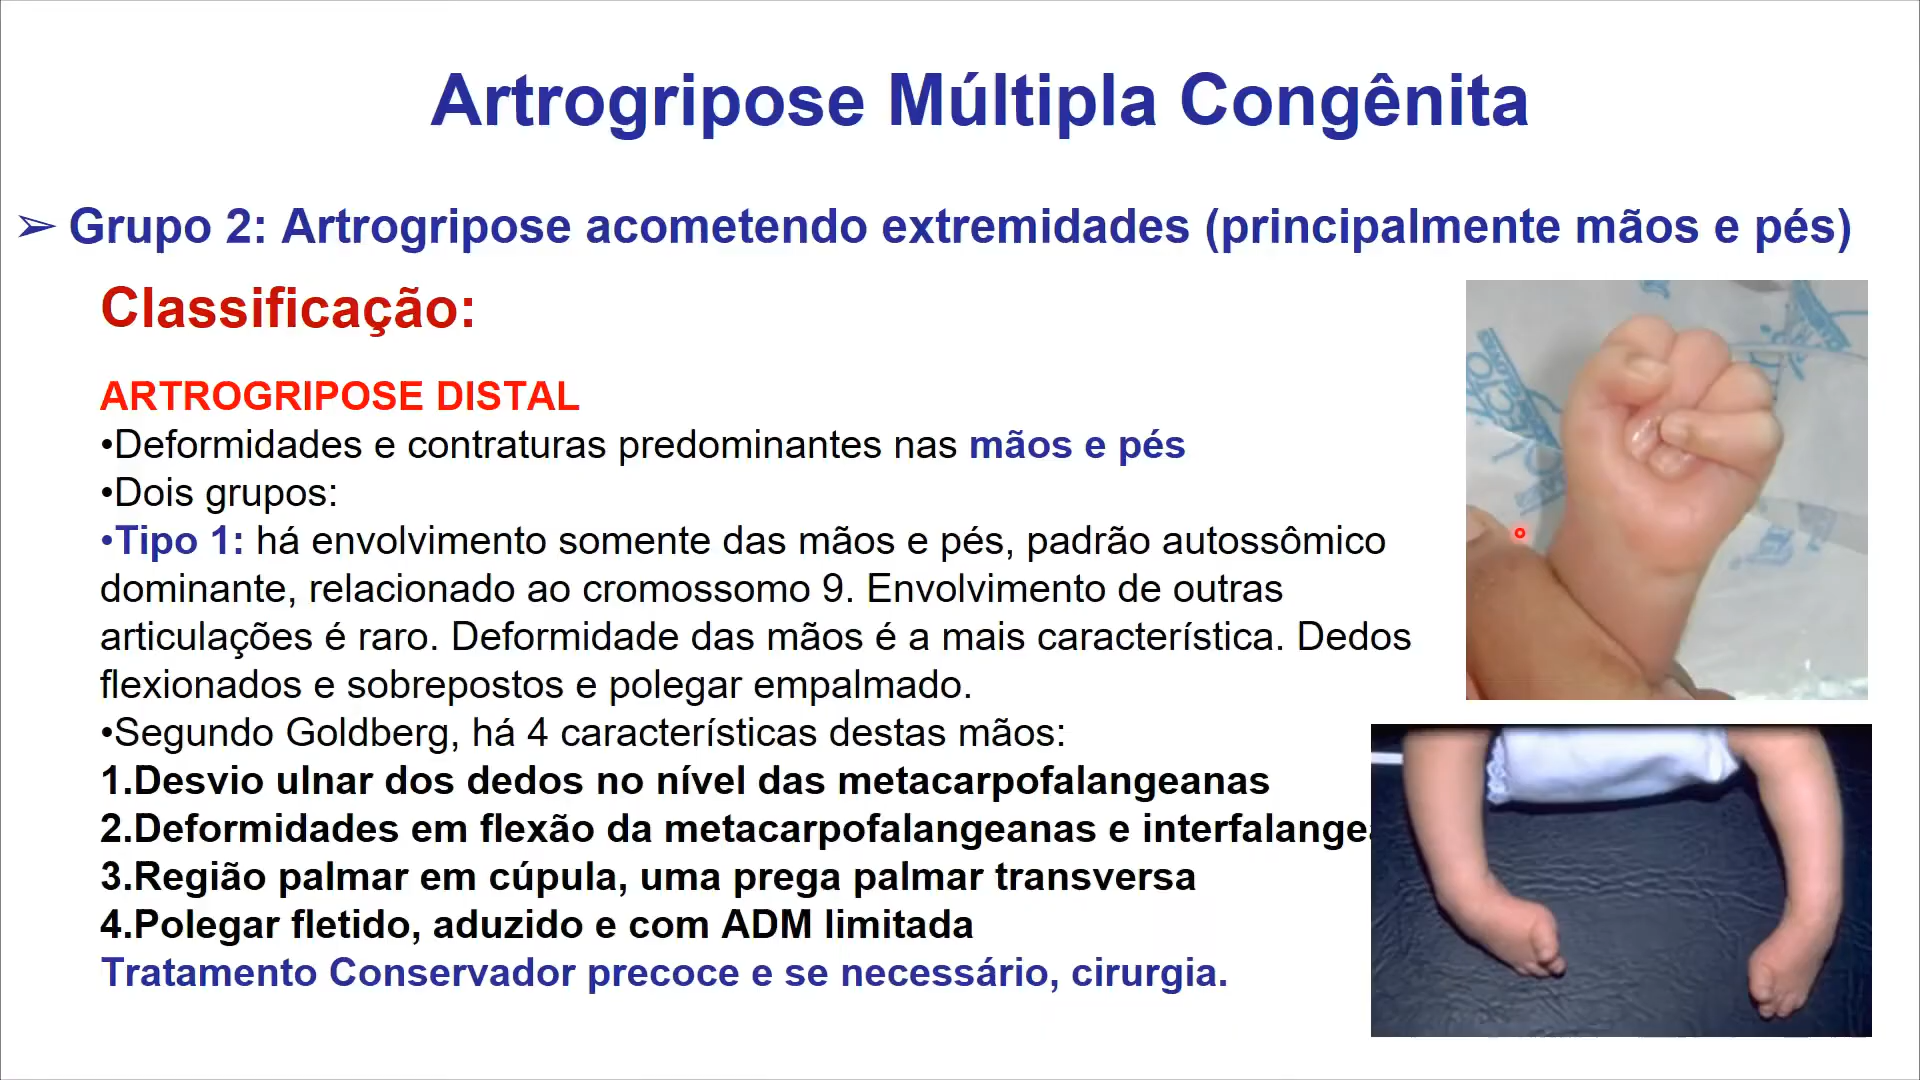 Artrogripose Múltipla Congênita
➢ Grupo 2: Artrogripose acometendo extremidades (principalmente mãos e pés)
Classificação:
ARTROGRIPOSE DISTAL
•Deformidades e contraturas predominantes nas mãos e pés
•Dois grupos:
•Tipo 1: há envolvimento somente das mãos e pés, padrão autossômico
dominante, relacionado ao cromossomo 9. Envolvimento de outras
articulações é raro. Deformidade das mãos é a mais característica. Dedos
flexionados e sobrepostos e polegar empalmado.
•Segundo Goldberg, há 4 características destas mãos:
1.Desvio ulnar dos dedos no nível das metacarpofalangeanas
2.Deformidades em flexão da metacarpofalangeanas e
3.Região palmar em cúpula, uma prega palmar transversa
4.Polegar fletido, aduzido e com ADM limitada
Tratamento Conservador precoce e se necessário, cirurgia.